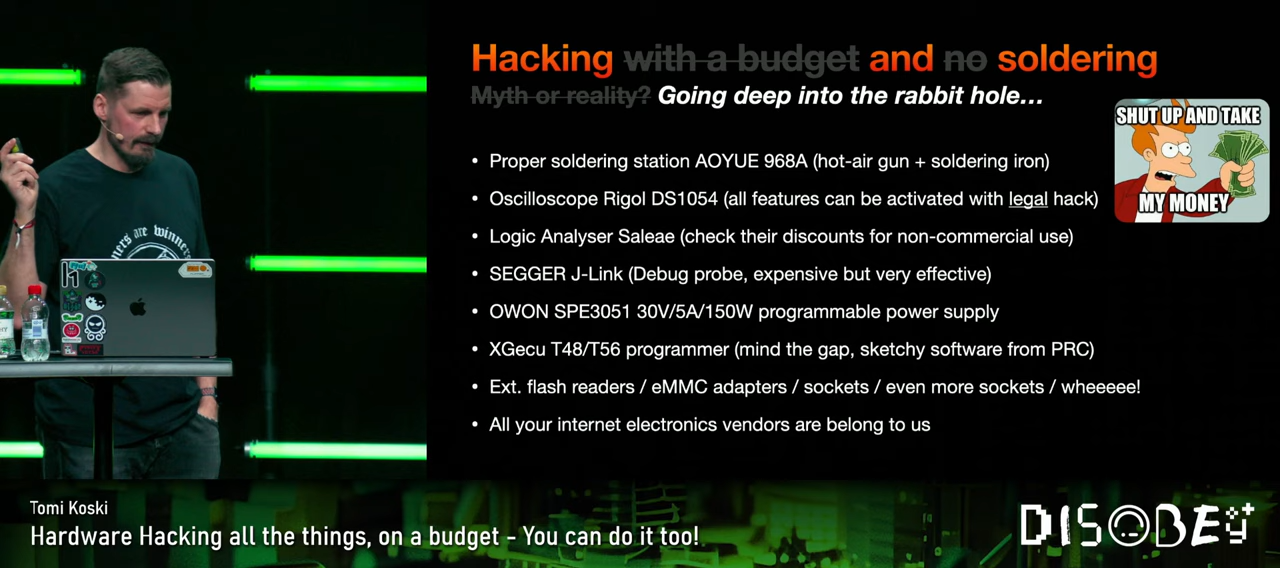 Hacking with a budget and no soldering
Myth or reality? Going deep into the rabbit hole...
SHUT UP AND TAKE
MY MONEY
• Proper soldering station AOYUE 968A (hot-air gun + soldering iron)
• Oscilloscope Rigol DS1054 (all features can be activated with legal hack)
• Logic Analyser Saleae (check their discounts for non-commercial use)
• SEGGER J-Link (Debug probe, expensive but very effective)
• OWON SPE3051 30V/5A/150W programmable power supply
• XGecu T48/T56 programmer (mind the gap, sketchy software from PRC)
• Ext. flash readers / eMMC adapters / sockets / even more sockets / wheeeee!
• All your internet electronics vendors are belong to us
are winners
Tomi Koski
Hardware Hacking all the things, on a budget - You can do it too!
DISOBEY